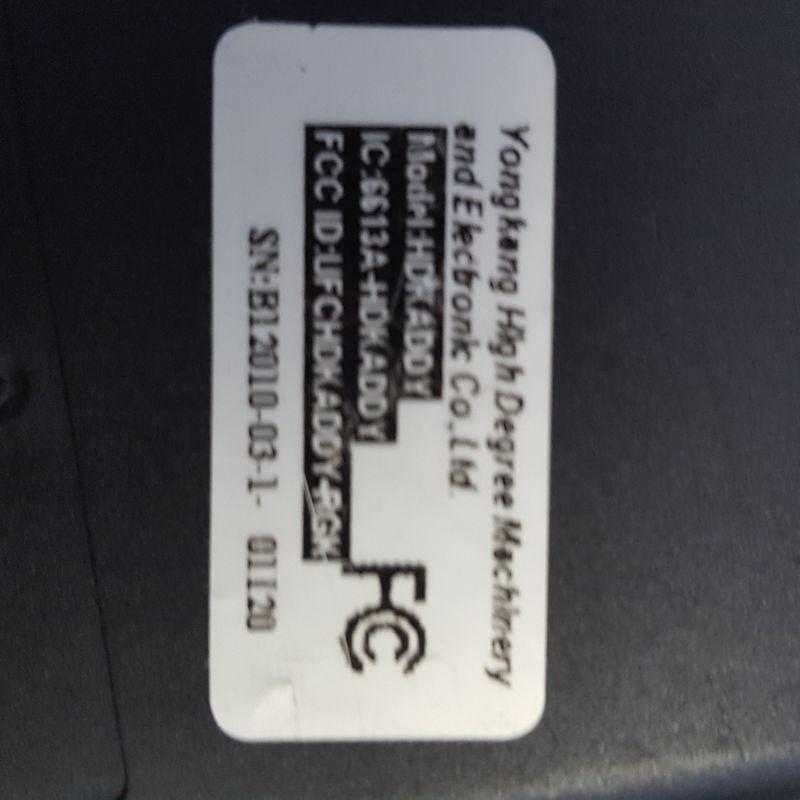 Yongkang High Degree Machinery
and Electronic Co.,Ltd.
Model:HDKADDY
IC:6613A-HDKADDY
FCC ID:UFCHDKADDY-RGM
FC
SN:B12010-03-1- 01120